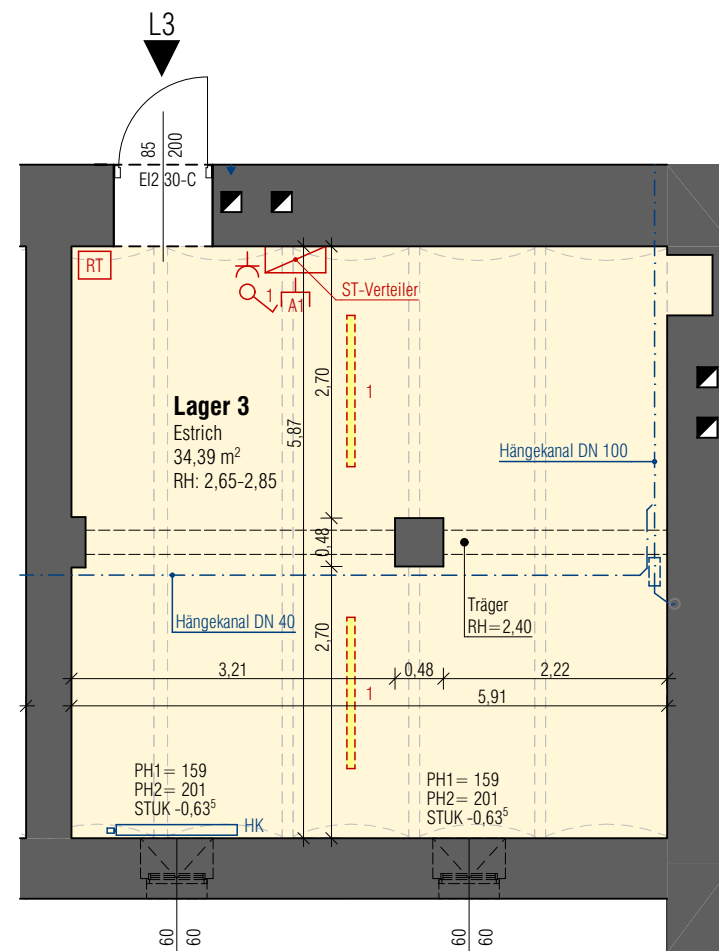 L3
85
200
EI2 30-C
RT
1
A1
ST-Verteiler
2,70
1
Lager 3
Estrich
34,39 m²
RH: 2,65-2,85
5,87
Hängekanal DN 100
0,48
Träger
RH=2,40
Hängekanal DN 40
2,70
3,21
0,48
2,22
1
5,91
PH1= 159
PH2= 201
STUK -0,63⁵
PH1= 159
PH2= 201
STUK -0,63⁵
HK
60
60
60
60